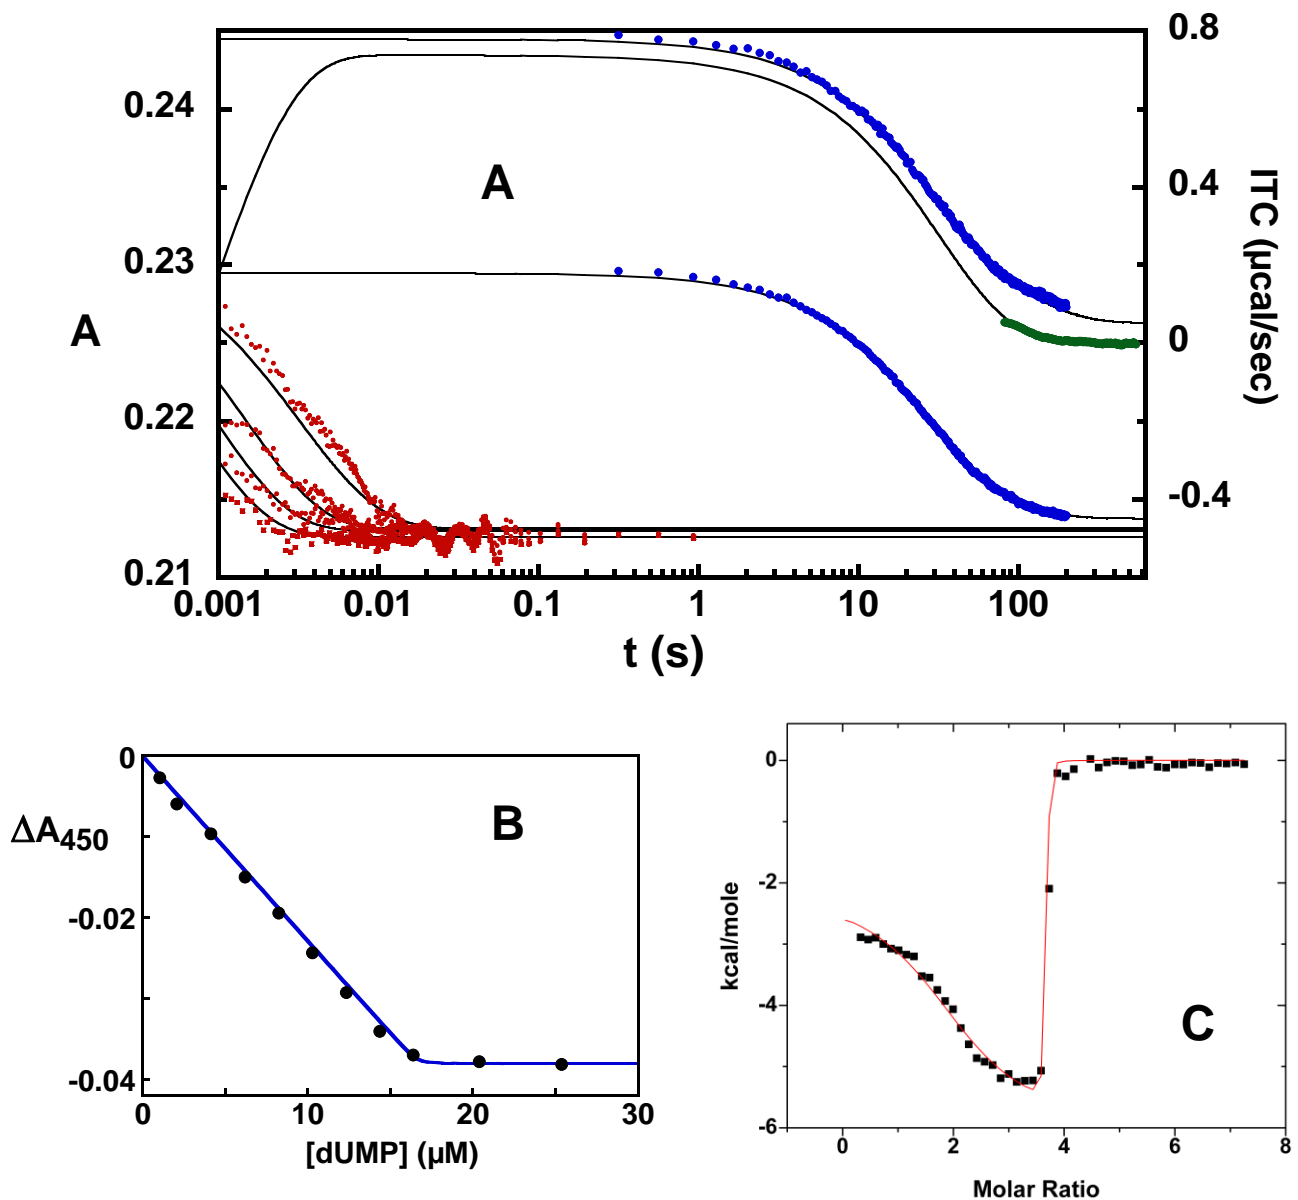 0.8
0.24
A
0.4
ITC (µcal/sec)
0.23
A
0
0.22
-0.4
0.21
0.001 0.01 0.1 1 10 100
t (s)
0
B
ΔA450
-0.02
-0.04
0 10 20 30
[dUMP] (µM)
0
-2
kcal/mole
-4
C
-6
0 2 4 6 8
Molar Ratio